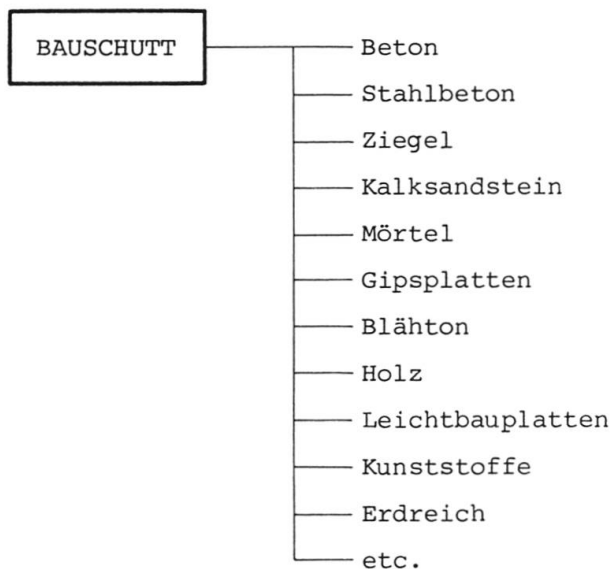 BAUSCHUTT
Beton
Stahlbeton
Ziegel
Kalksandstein
Mörtel
Gipsplatten
Blähton
Holz
Leichtbauplatten
Kunststoffe
Erdreich
etc.